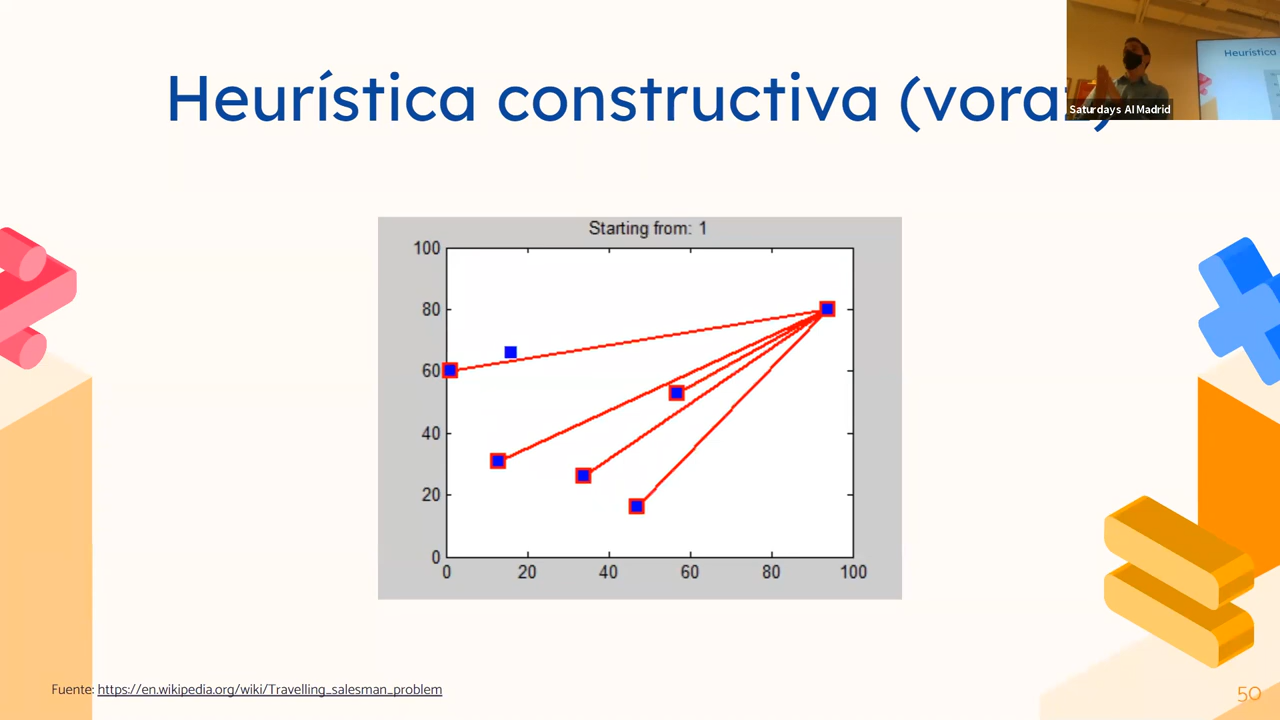 Heurística constructiva
Heurística
Saturdays AI Madrid
Starting from: 1
100
80
60
40
20
0
0 20 40 60 80 100
Fuente: https://en.wikipedia.org/wiki/Travelling_salesman_problem
50